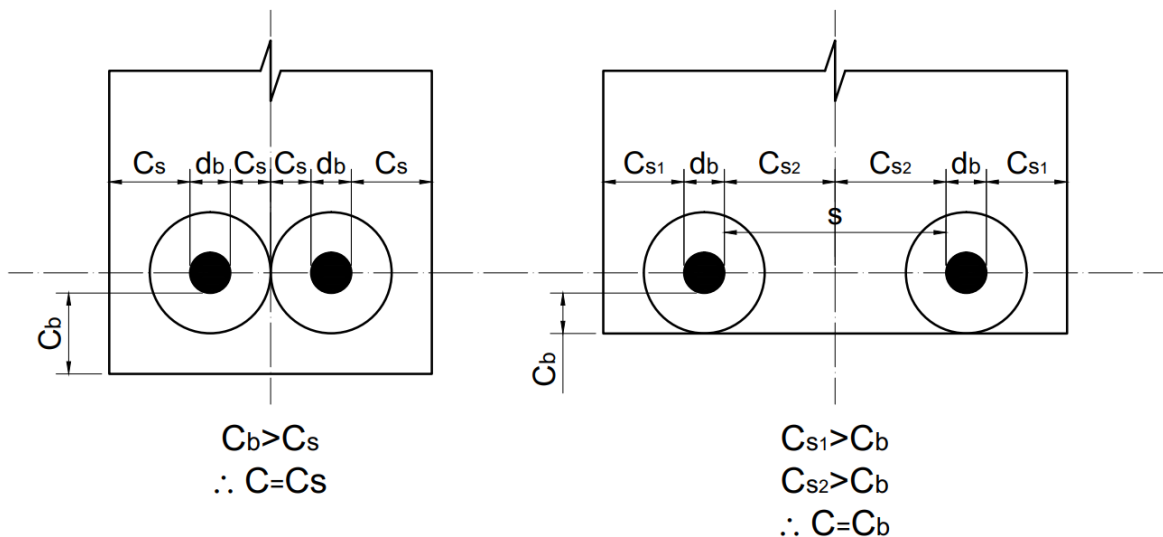 Cs db Cs Cs db Cs
Cb
Cb>Cs
∴ C=Cs
Cs1 db Cs2 Cs2 db Cs1
s
Cb
Cs1>Cb
Cs2>Cb
∴ C=Cb